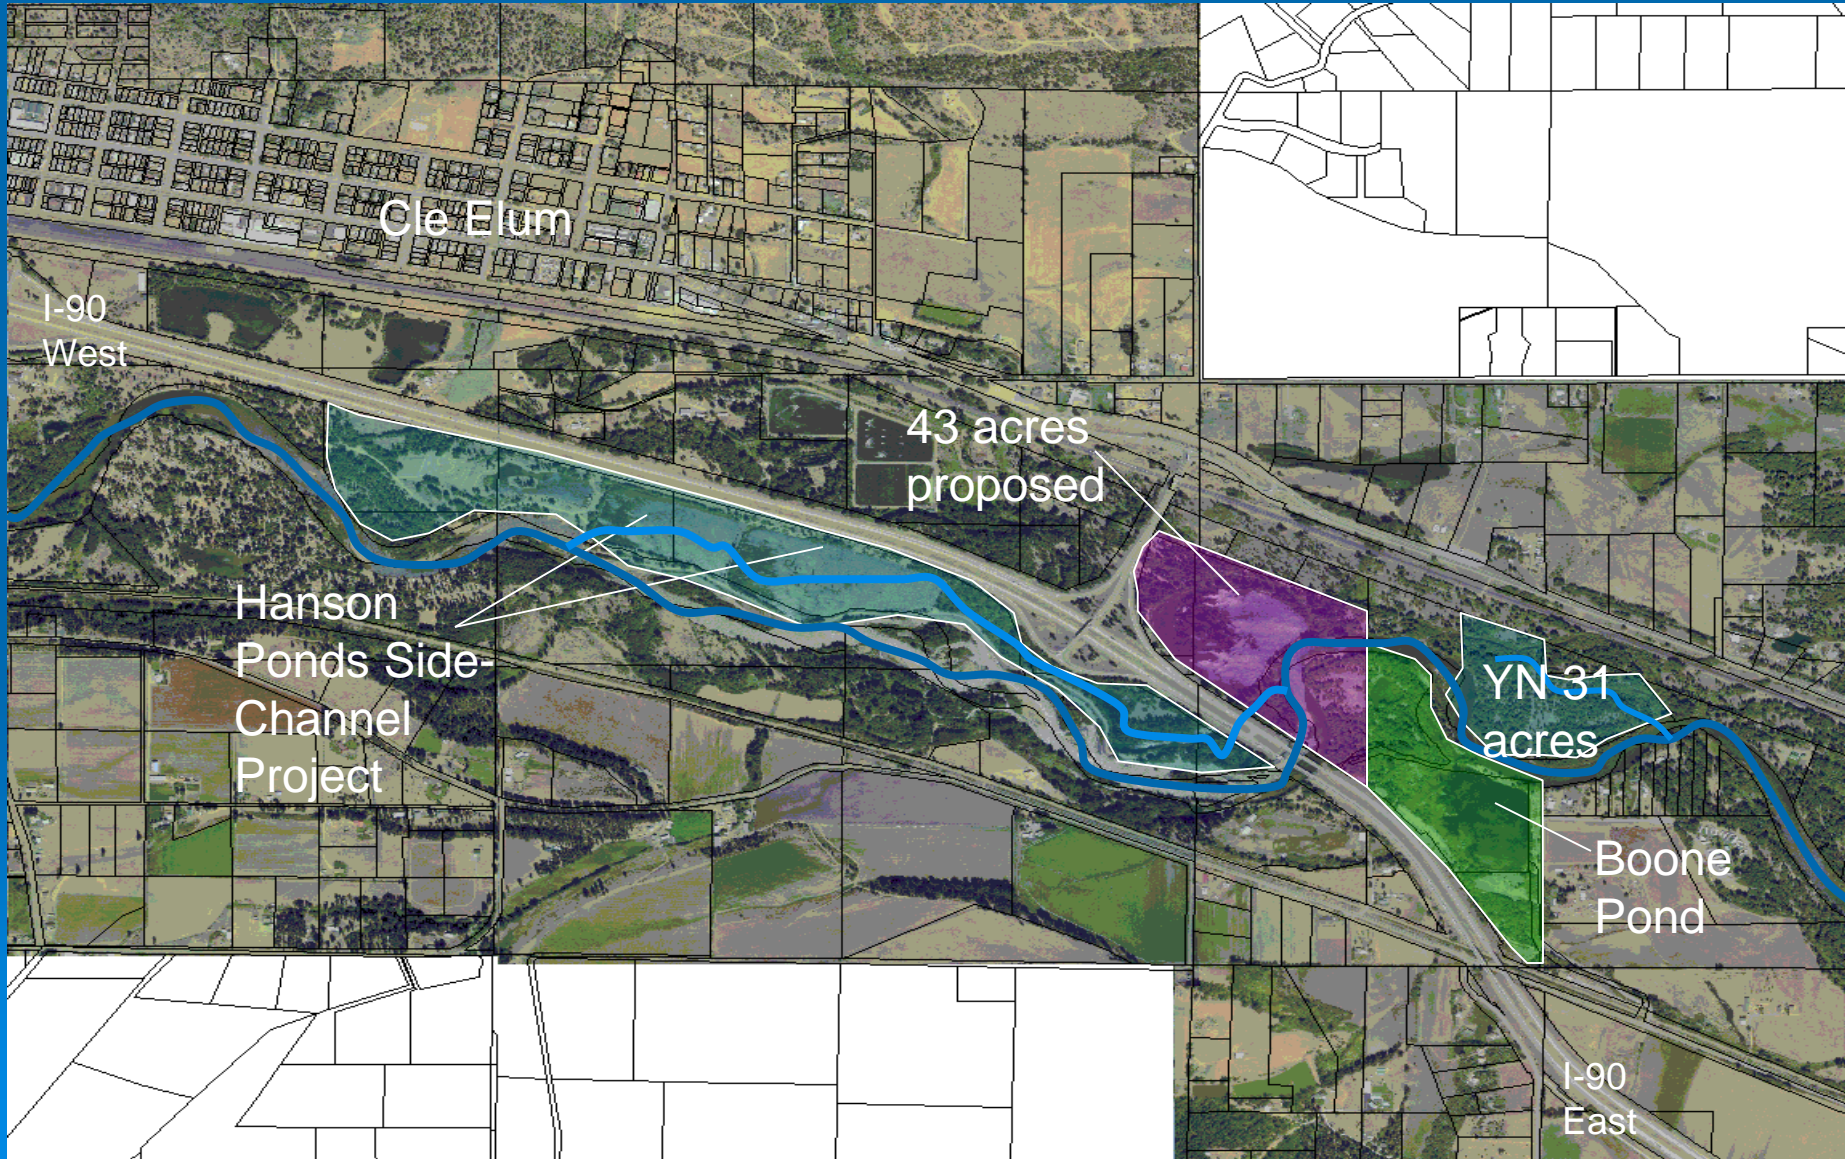 Cle Elum
I-90
West
43 acres
proposed
Hanson
Ponds Side-
Channel
Project
YN 31
acres
Boone
Pond
I-90
East